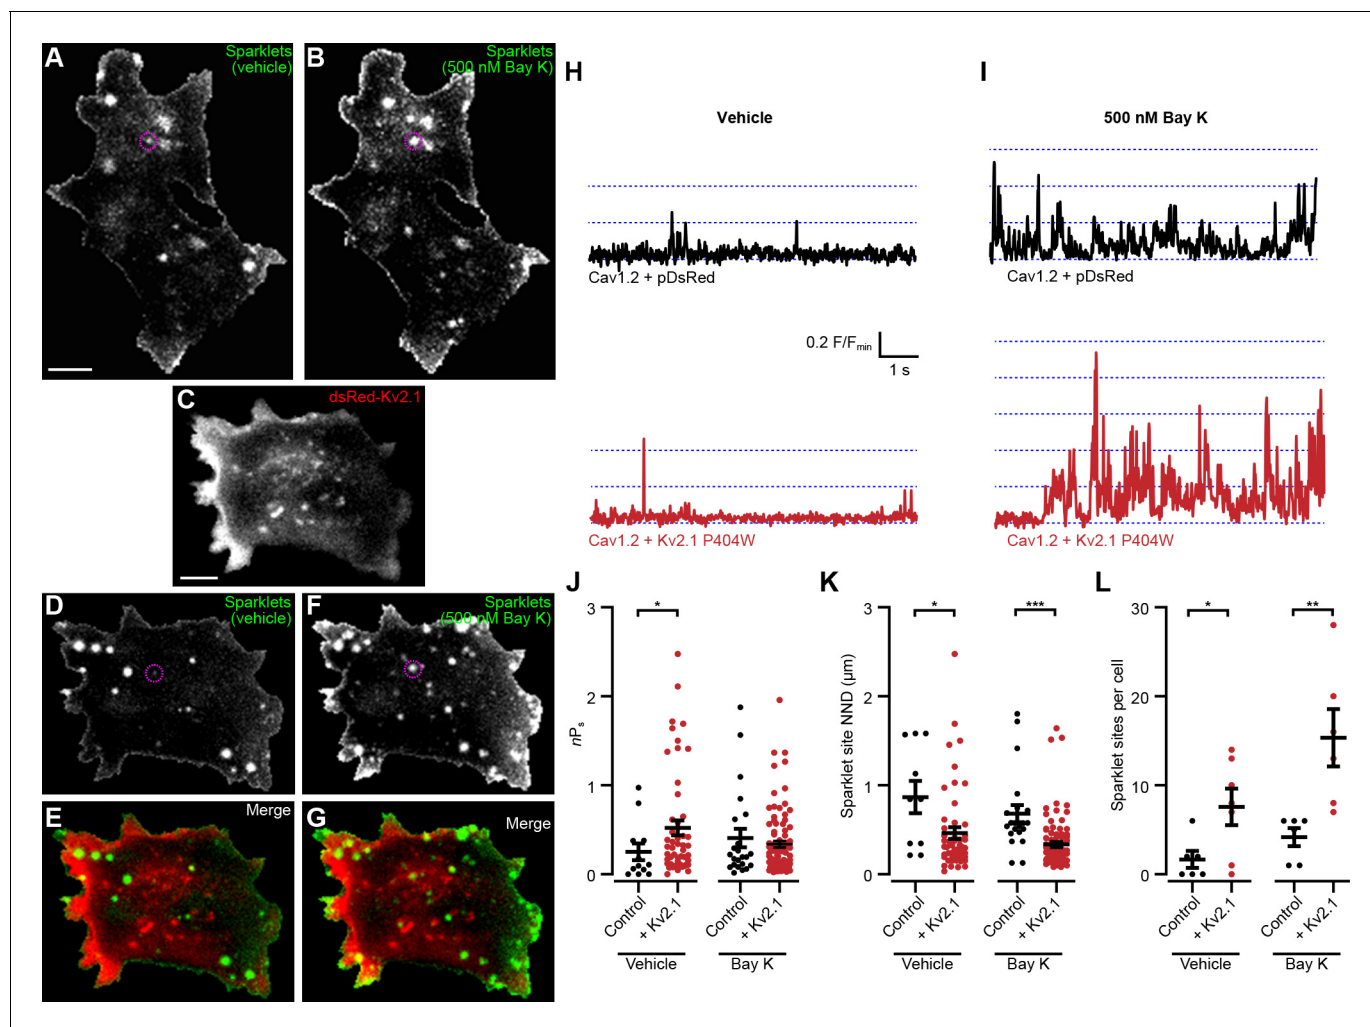 A
Sparklets
(vehicle)
B
Sparklets
(500 nM Bay K)
C
dsRed-Kv2.1
D
Sparklets
(vehicle)
F
Sparklets
(500 nM Bay K)
E
Merge
G
Merge
H
Vehicle
Cav1.2 + pDsRed
0.2 F/Fmin
1 s
Cav1.2 + Kv2.1 P404W
I
500 nM Bay K
Cav1.2 + pDsRed
Cav1.2 + Kv2.1 P404W
J
*
3
2
1
0
nPs
Control
+ Kv2.1
Control
+ Kv2.1
Vehicle
Bay K
K
*
***
3
2
1
0
Sparklet site NND (µm)
Control
+ Kv2.1
Control
+ Kv2.1
Vehicle
Bay K
L
*
**
30
20
10
0
Sparklet sites per cell
Control
+ Kv2.1
Control
+ Kv2.1
Vehicle
Bay K